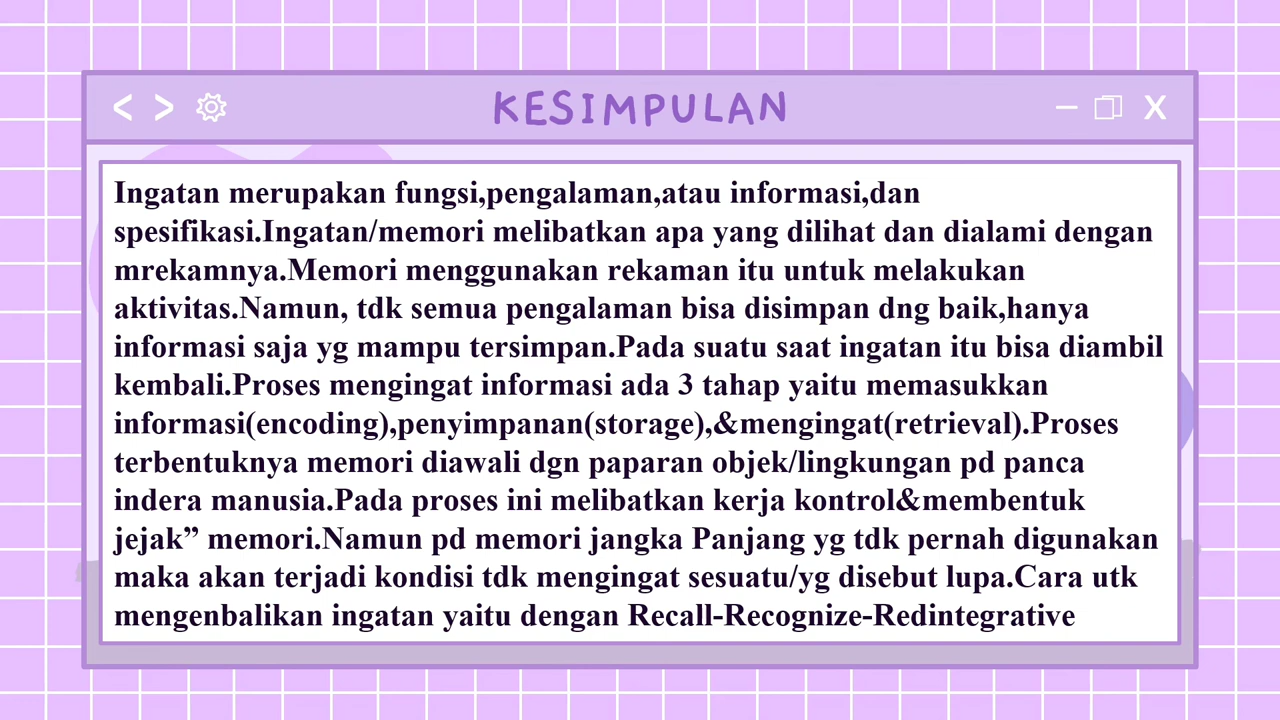 KESIMPULAN
Ingatan merupakan fungsi,pengalaman,atau informasi,dan
spesifikasi.Ingatan/memori melibatkan apa yang dilihat dan dialami dengan
mrekamnya.Memori menggunakan rekaman itu untuk melakukan
aktivitas.Namun, tdk semua pengalaman bisa disimpan dng baik,hanya
informasi saja yg mampu tersimpan.Pada suatu saat ingatan itu bisa diambil
kembali.Proses mengingat informasi ada 3 tahap yaitu memasukkan
informasi(encoding),penyimpanan(storage),&mengingat(retrieval).Proses
terbentuknya memori diawali dgn paparan objek/lingkungan pd panca
indera manusia.Pada proses ini melibatkan kerja kontrol&membentuk
jejak” memori.Namun pd memori jangka Panjang yg tdk pernah digunakan
maka akan terjadi kondisi tdk mengingat sesuatu/yg disebut lupa.Cara utk
mengenbalikan ingatan yaitu dengan Recall-Recognize-Redintegrative